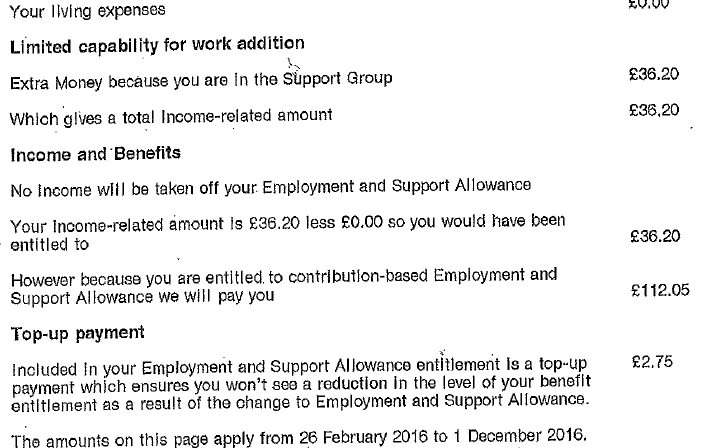 Your living expenses £0.00
Limited capability for work addition
Extra Money because you are in the Support Group £36.20
Which gives a total Income-related amount £36.20
Income and Benefits
No income will be taken off your Employment and Support Allowance
Your income-related amount is £36.20 less £0.00 so you would have been
entitled to £36.20
However because you are entitled to contribution-based Employment and
Support Allowance we will pay you £112.05
Top-up payment
Included in your Employment and Support Allowance entitlement is a top-up £2.75
payment which ensures you won't see a reduction in the level of your benefit
entitlement as a result of the change to Employment and Support Allowance.
The amounts on this page apply from 26 February 2016 to 1 December 2016.